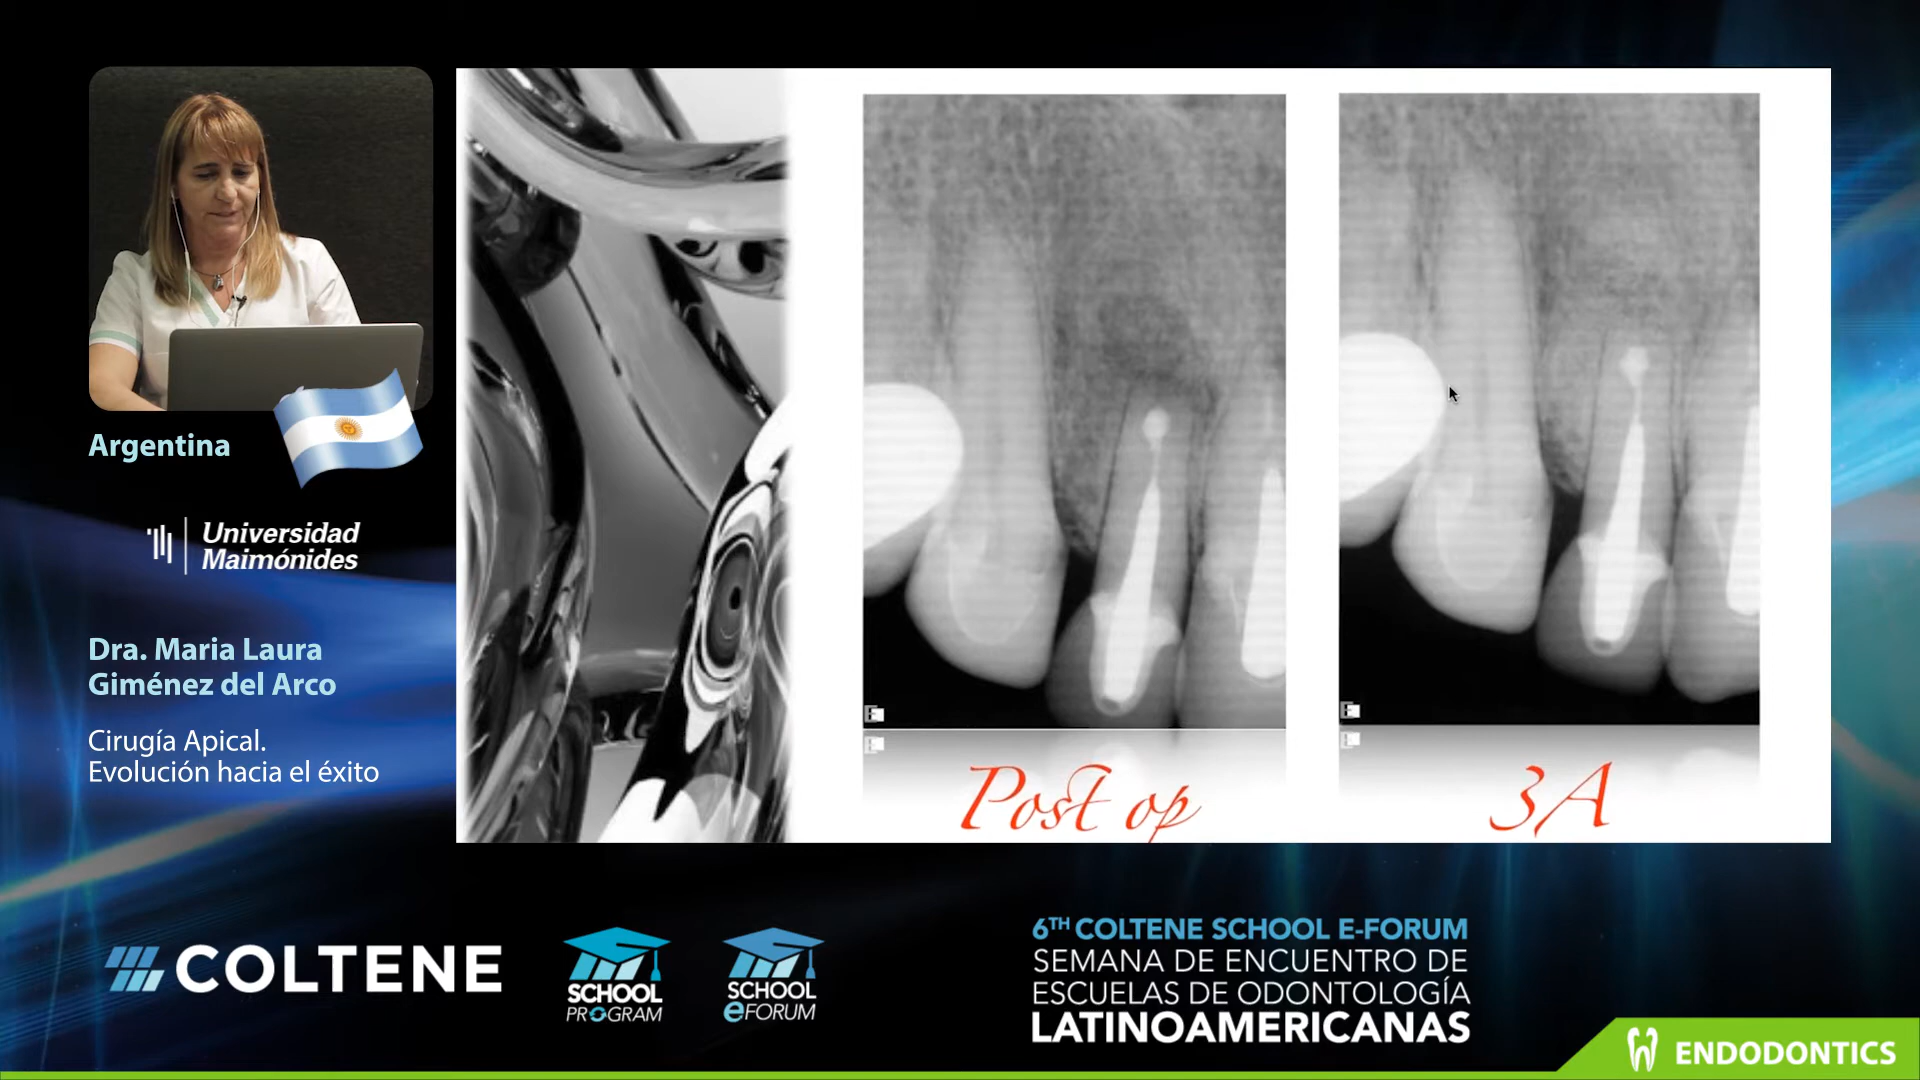 Argentina
Universidad
Maimónides
Dra. Maria Laura
Giménez del Arco
Cirugía Apical.
Evolución hacia el éxito
Post op
3A
E
E
COLTENE
SCHOOL
PROGRAM
SCHOOL
eFORUM
6TH COLTENE SCHOOL E-FORUM
SEMANA DE ENCUENTRO DE
ESCUELAS DE ODONTOLOGÍA
LATINOAMERICANAS
ENDODONTICS